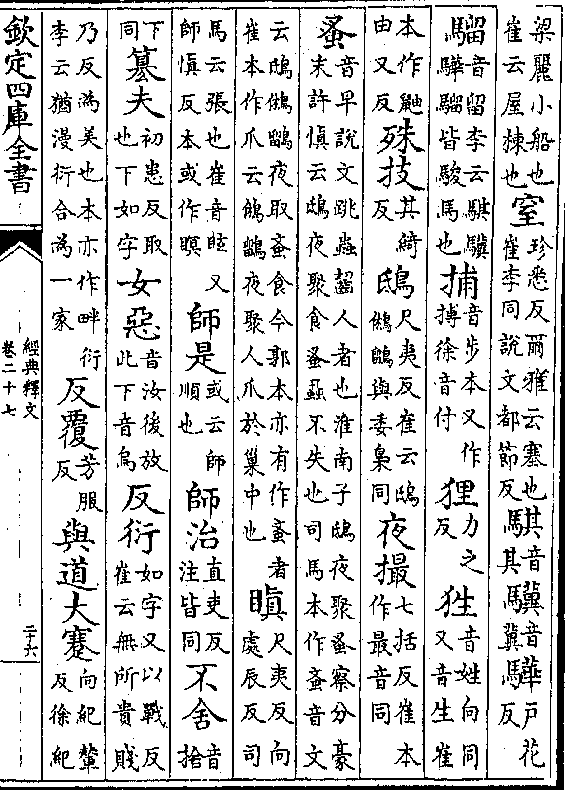 梁麗小船也崔云屋棟也窒珍悉反爾雅云塞也崔李同說文都節反騏音其驥音冀驊戶花反
騮音留李云騏驥驊騮皆駿馬也捕音步本又作搏徐音付狸力之反狌音姓向同又音生崔
本作鼬由又反殊技其綺反鴟尺夷反崔云鴟鵂鶹與委梟同夜撮七括反崔本作最音同
蚤音早說文跳蟲齧人者也淮南子鴟夜聚蚤察分豪末許慎云鴟夜聚食蚤蝨不失也司馬本作蚤音文
云鴟鵂鶹夜取蚤食今郭本亦有作蚤者崔本作爪云鵂鶹夜聚人爪於巢中也瞋尺夷反向處辰反司
馬云張也崔音眩又師慎反本或作瞑師是或云師順也師治直吏反注皆同不舍音捨
下同篡夫初患反取也下如字女惡音汝後放此下音烏反衍如字又以戰反崔云無所貴賤
乃反為美也本亦作畔衍李云猶漫衍合為一家反覆芳服反與道大蹇向紀輦反徐紀
欽定四庫全書
經典釋文
卷二十七
二十六